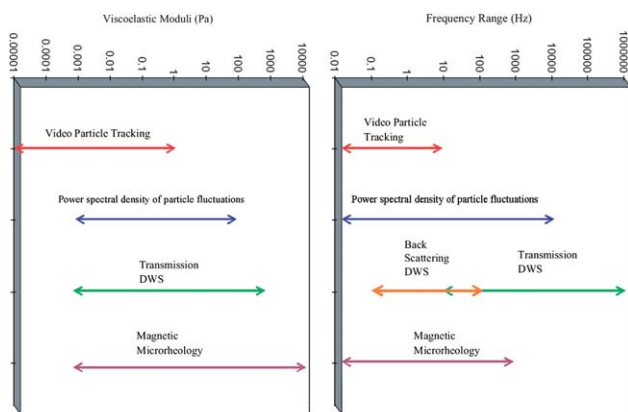 Viscoelastic Moduli (Pa)
0.00001
0.0001
0.001
0.01
0.1
1
10
100
1000
10000
Video Particle Tracking
Power spectral density of particle fluctuations
Transmission
DWS
Magnetic
Microrheology
Frequency Range (Hz)
0.01
0.1
1
10
100
1000
10000
100000
1000000
Video Particle
Tracking
Power spectral density of particle fluctuations
Back
Scattering
DWS
Transmission
DWS
Magnetic
Microrheology